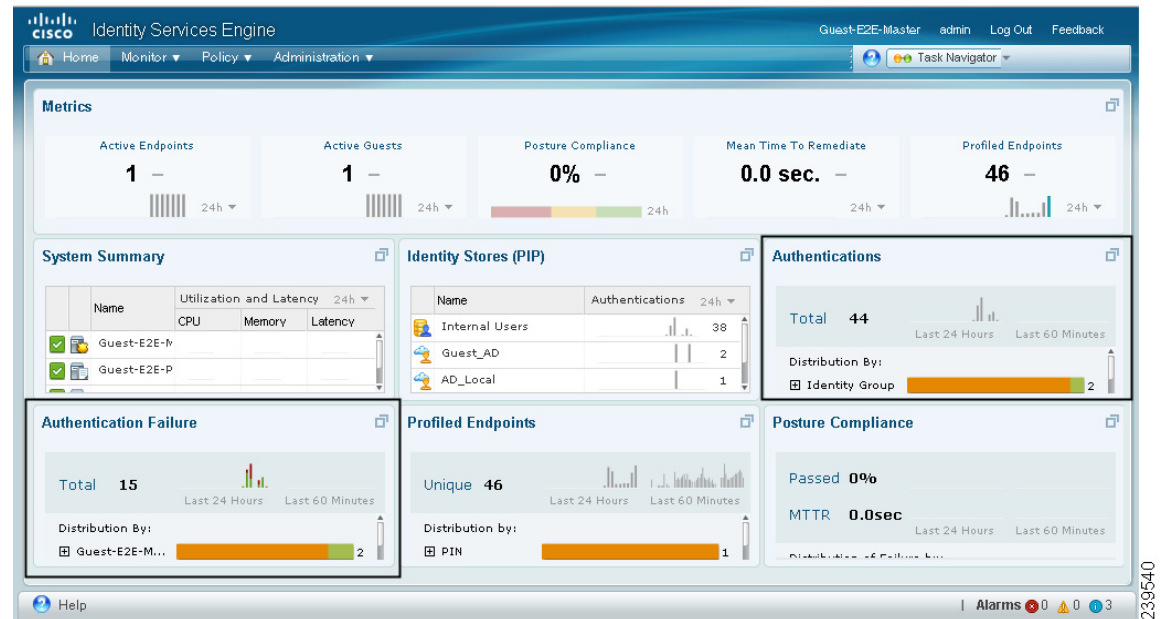 CISCO Identity Services Engine
Guest-E2E-Master admin Log Out Feedback
Home Monitor ▼ Policy ▼ Administration ▼
Task Navigator
Metrics
Active Endpoints
1
24h
Active Guests
1
24h
Posture Compliance
0%
24h
Mean Time To Remediate
0.0 sec.
24h
Profiled Endpoints
46
24h
System Summary
Name Utilization and Latency 24h
CPU Memory Latency
Guest-E2E-M
Guest-E2E-P
Identity Stores (PIP)
Name Authentications 24h
Internal Users 38
Guest_AD 2
AD_Local 1
Authentications
Total 44
Last 24 Hours Last 60 Minutes
Distribution By:
Identity Group 2
Authentication Failure
Total 15
Last 24 Hours Last 60 Minutes
Distribution By:
Guest-E2E-M... 2
Profiled Endpoints
Unique 46
Last 24 Hours Last 60 Minutes
Distribution by:
PIN 1
Posture Compliance
Passed 0%
MTTR 0.0sec
Last 24 Hours Last 60 Minutes
Distribution of Failure by:
Help
Alarms 0 0 3
239540